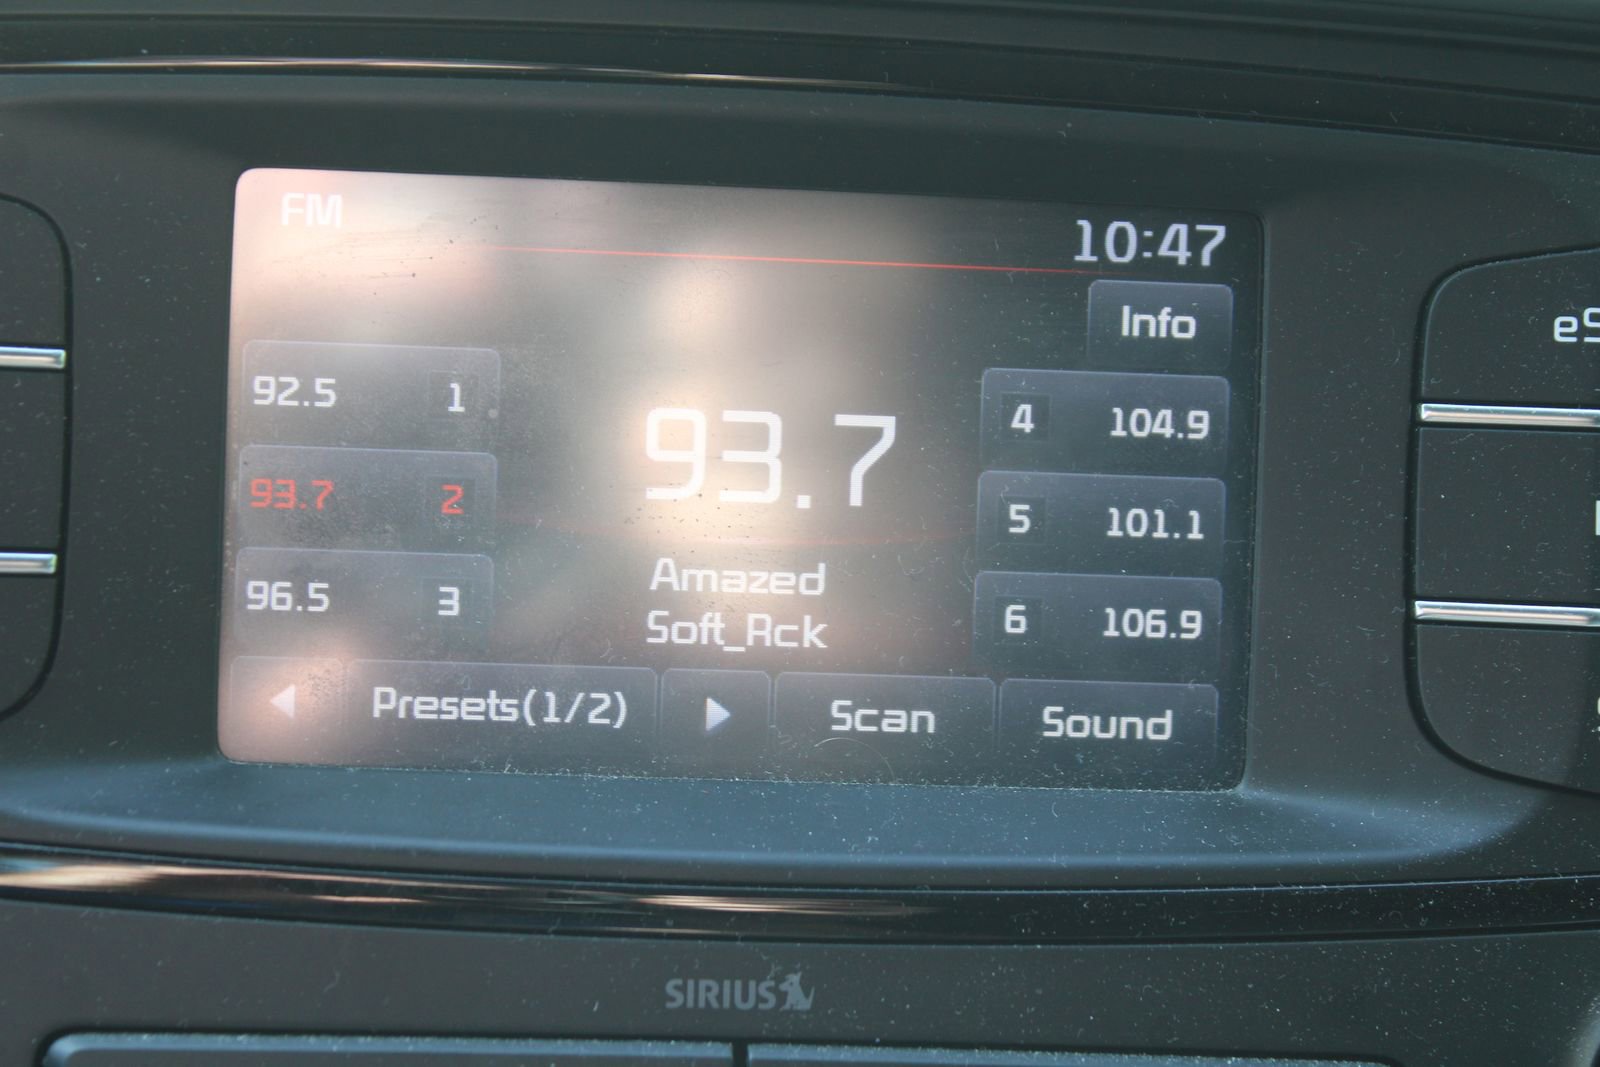 FM
10:47
Info
92.5 1
93.7 2
96.5 3
93.7
Amazed
Soft_Rck
4 104.9
5 101.1
6 106.9
Presets(1/2)
Scan
Sound
SIRIUS
eS